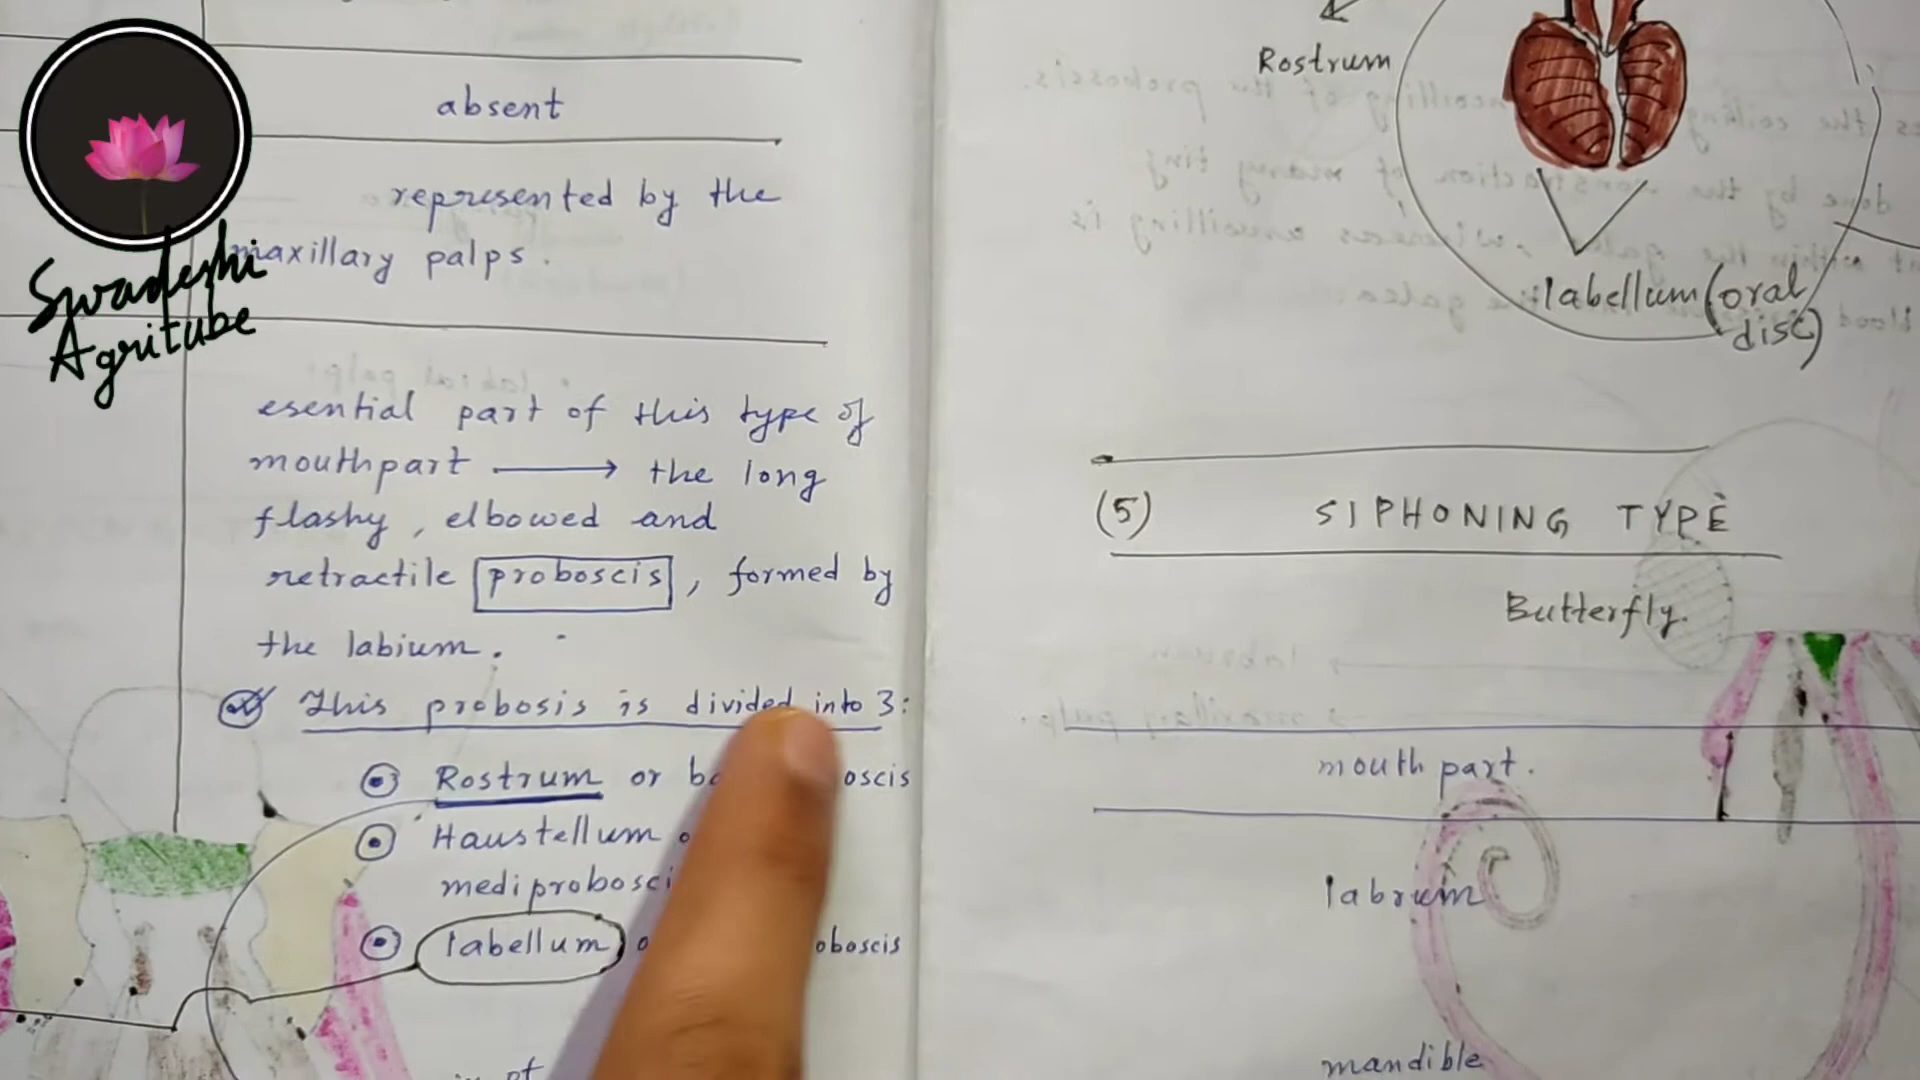 absent
represented by the
maxillary palps.
Swadeshi
Agritube
esential part of this type of
mouthpart → the long
flashy, elbowed and
retractile proboscis, formed by
the labium.
This probosis is divided into 3:
Rostrum or
oscis
Haustellum
mediprobosci
labellum
oboscis
Rostrum
labellum (oral
disc)
(5) SIPHONING TYPE
Butterfly.
mouth part.
labrum
mandible